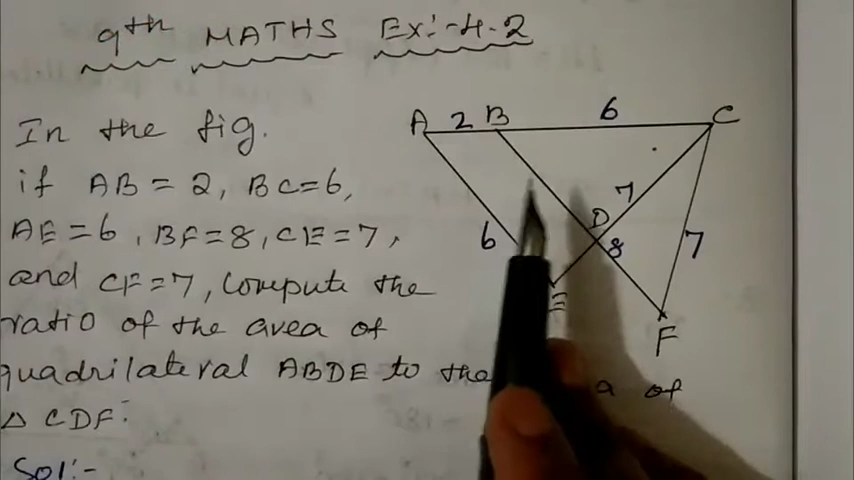 9th MATHS Ex:-4.2
In the fig.
if AB = 2, BC=6,
AE=6, BF=8, CE=7,
and CF=7, compute the
ratio of the area of
quadrilateral ABDE to the a of
△ CDF.
Sol:-
A 2 B 6 C
7
D
6 8 7
E
F